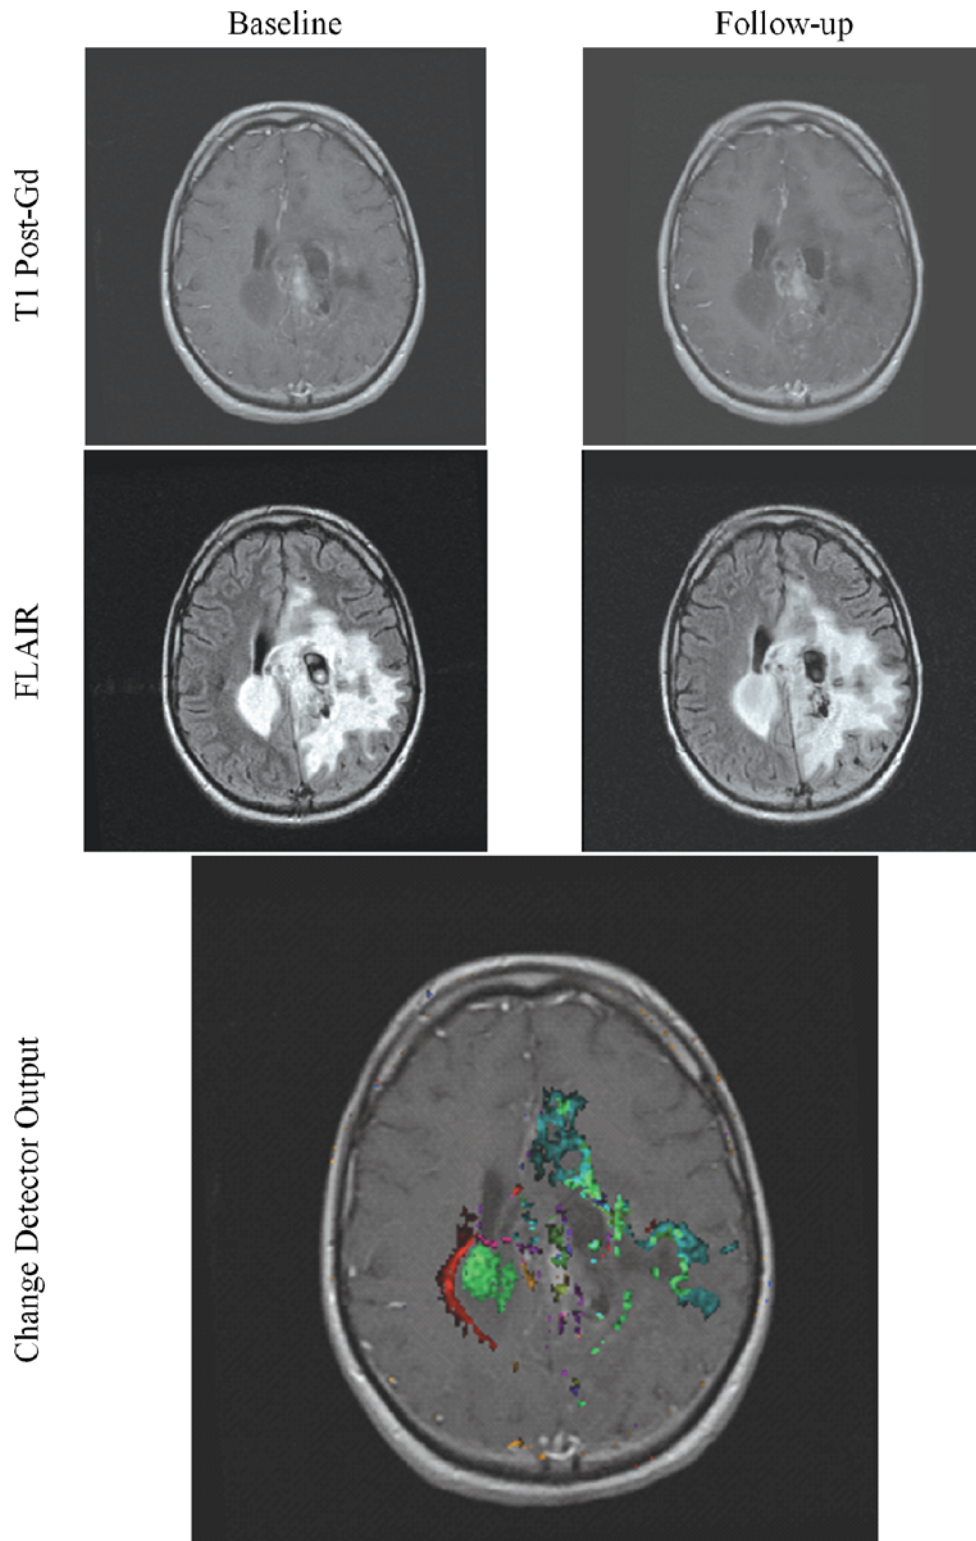 Baseline
Follow-up
T1 Post-Gd
FLAIR
Change Detector Output